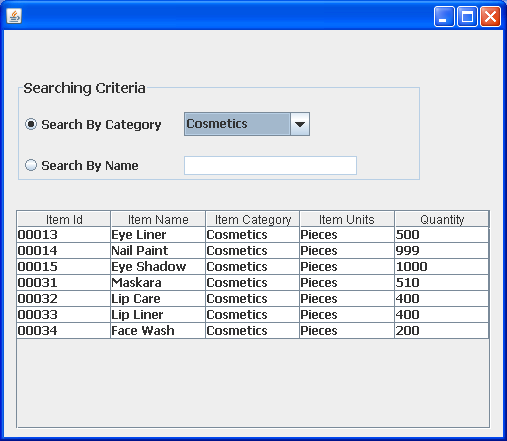 Searching Criteria
Search By Category Cosmetics
Search By Name
Item Id Item Name Item Category Item Units Quantity
00013 Eye Liner Cosmetics Pieces 500
00014 Nail Paint Cosmetics Pieces 999
00015 Eye Shadow Cosmetics Pieces 1000
00031 Maskara Cosmetics Pieces 510
00032 Lip Care Cosmetics Pieces 400
00033 Lip Liner Cosmetics Pieces 400
00034 Face Wash Cosmetics Pieces 200